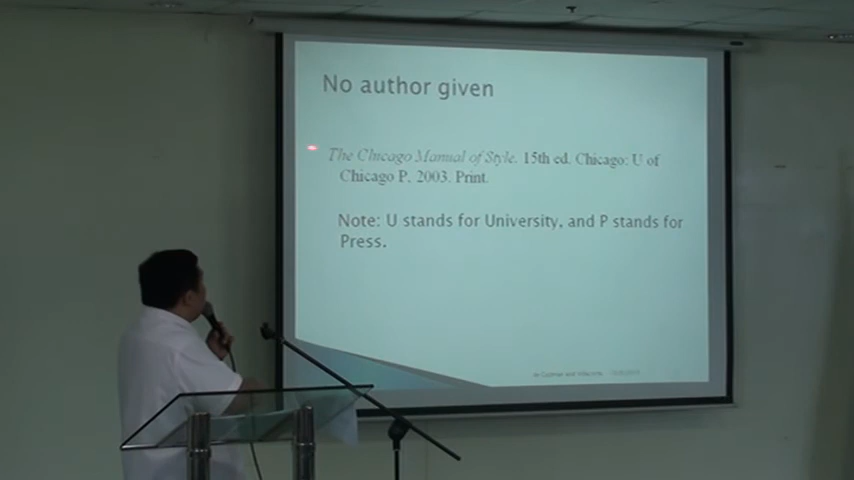 No author given
The Chicago Manual of Style. 15th ed. Chicago: U of
Chicago P, 2003. Print.
Note: U stands for University, and P stands for
Press.